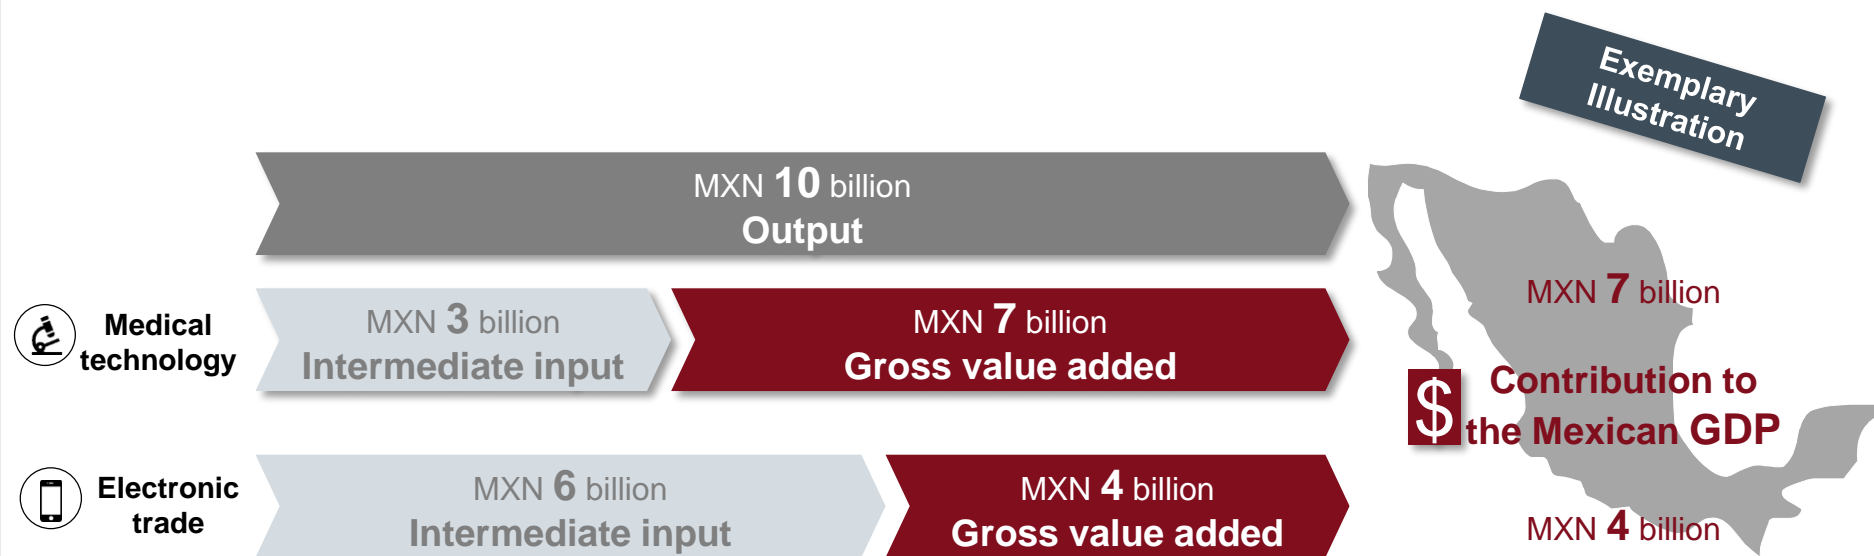 Exemplary
Illustration
MXN 10 billion
Output
Medical
technology
MXN 3 billion
Intermediate input
MXN 7 billion
Gross value added
MXN 7 billion
$
Contribution to
the Mexican GDP
Electronic
trade
MXN 6 billion
Intermediate input
MXN 4 billion
Gross value added
MXN 4 billion